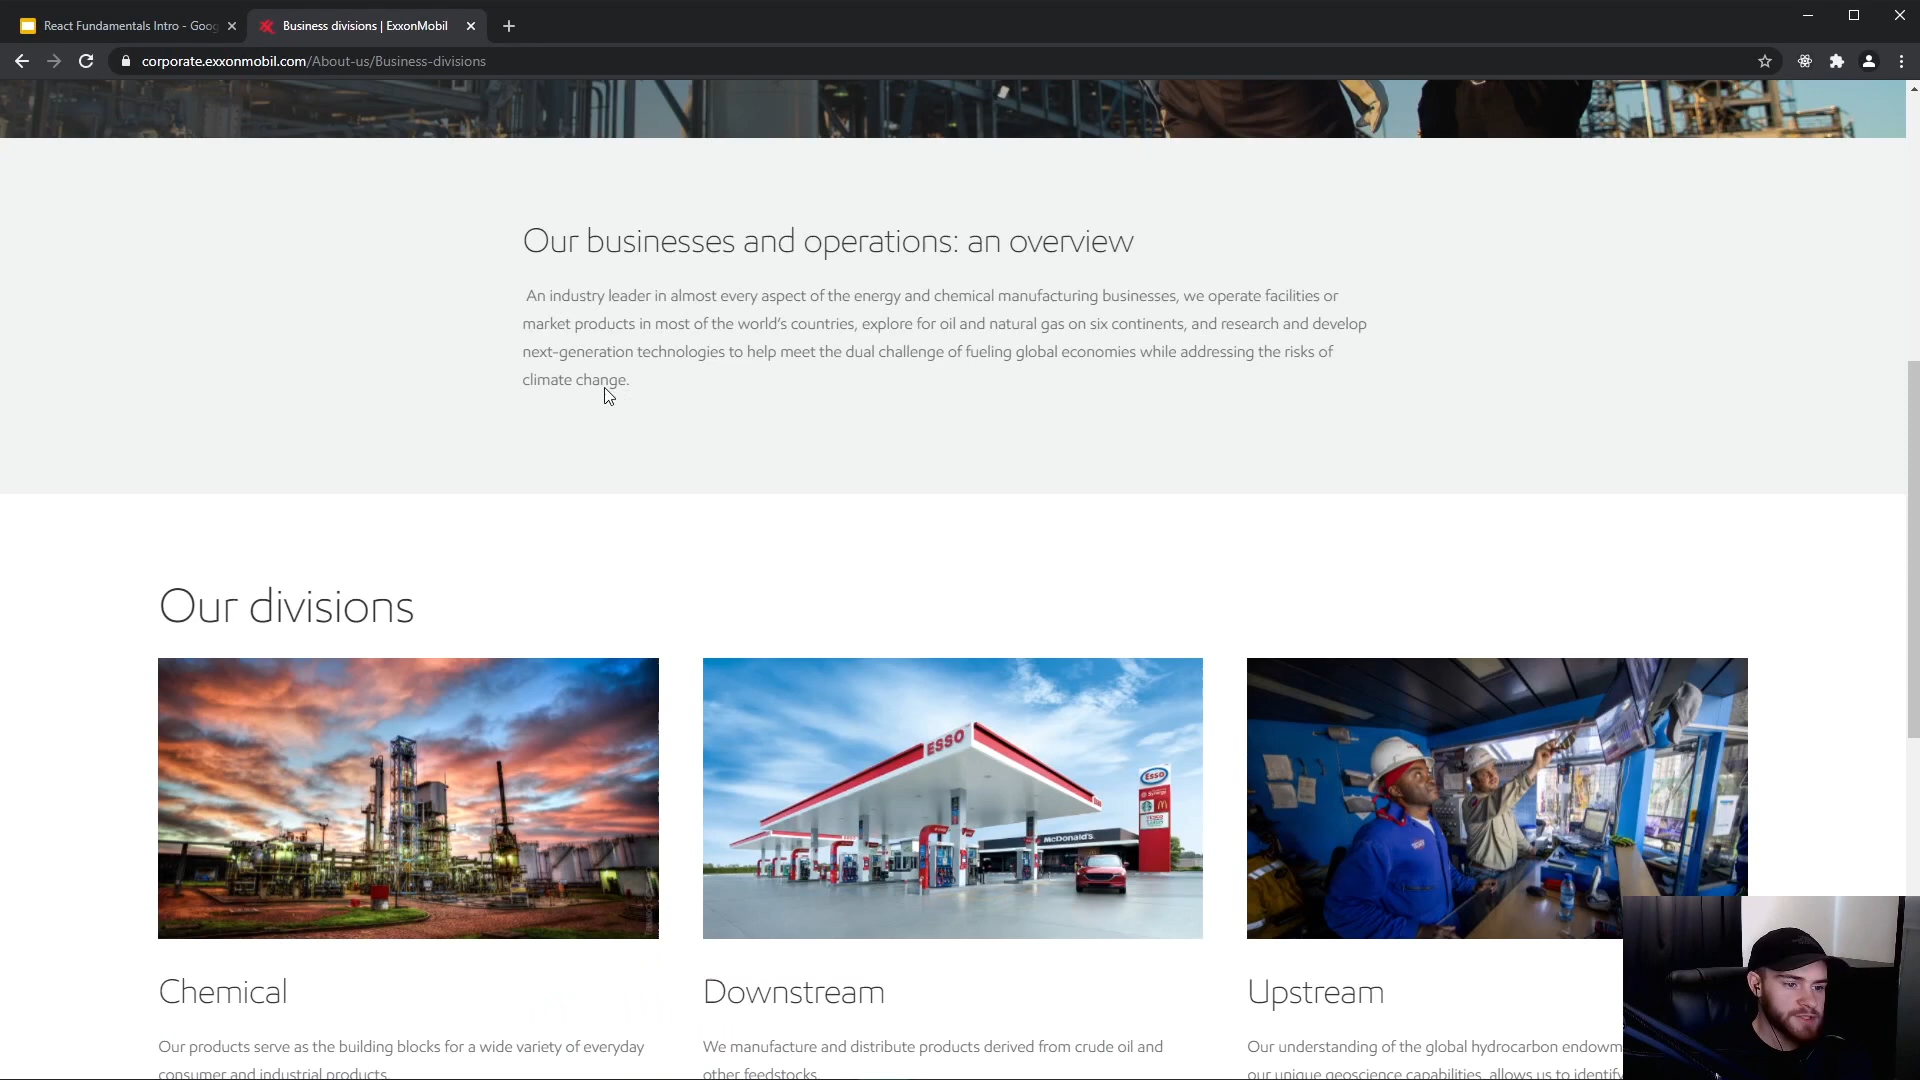 React Fundamentals Intro - Goog
Business divisions | ExxonMobil
corporate.exxonmobil.com/About-us/Business-divisions
Our businesses and operations: an overview
An industry leader in almost every aspect of the energy and chemical manufacturing businesses, we operate facilities or
market products in most of the world's countries, explore for oil and natural gas on six continents, and research and develop
next-generation technologies to help meet the dual challenge of fueling global economies while addressing the risks of
climate change.
Our divisions
ESSO
Esso
McDonald's
Chemical
Downstream
Upstream
Our products serve as the building blocks for a wide variety of everyday
consumer and industrial products.
We manufacture and distribute products derived from crude oil and
other feedstocks.
Our understanding of the global hydrocarbon endowm
our unique geoscience capabilities, allows us to identify